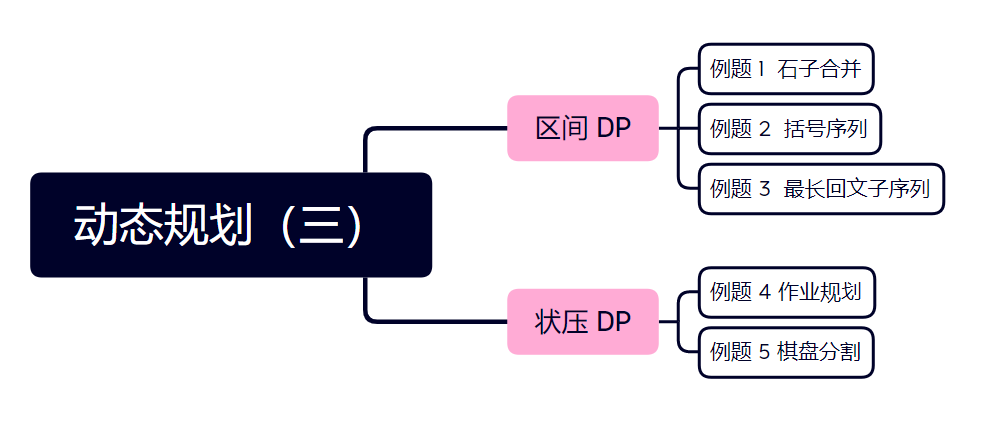 动态规划（三）
区间 DP
例题 1 石子合并
例题 2 括号序列
例题 3 最长回文子序列
状压 DP
例题 4 作业规划
例题 5 棋盘分割